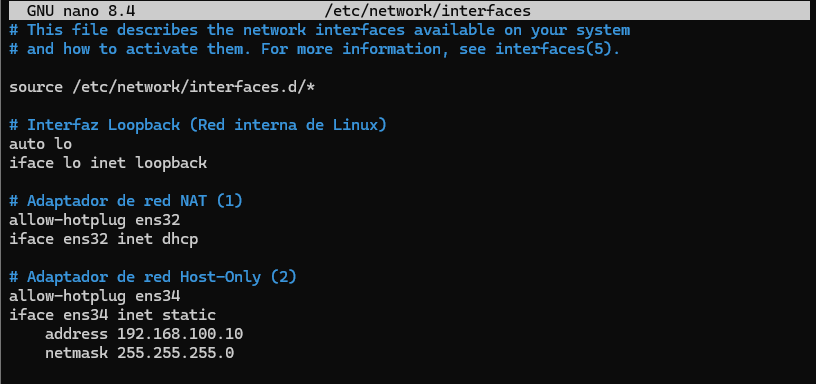 GNU nano 8.4 /etc/network/interfaces
# This file describes the network interfaces available on your system
# and how to activate them. For more information, see interfaces(5).
source /etc/network/interfaces.d/*
# Interfaz Loopback (Red interna de Linux)
auto lo
iface lo inet loopback
# Adaptador de red NAT (1)
allow-hotplug ens32
iface ens32 inet dhcp
# Adaptador de red Host-Only (2)
allow-hotplug ens34
iface ens34 inet static
    address 192.168.100.10
    netmask 255.255.255.0